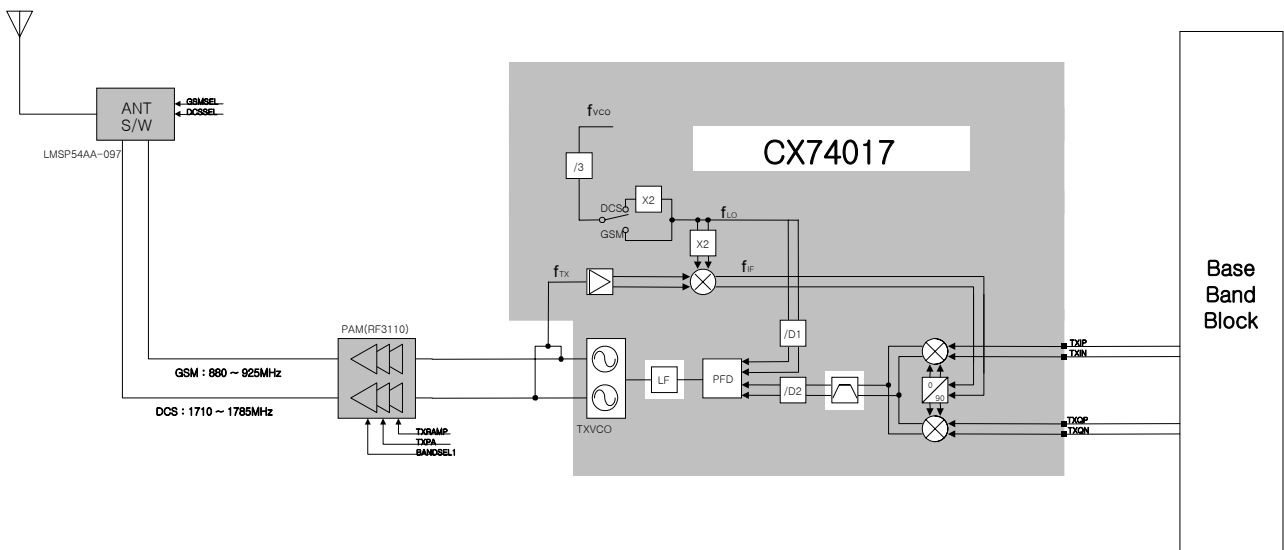 ANT
S/W
GSMSEL
DCSSEL
LMSP54AA-097
fvco
CX74017
/3
X2
DCS
GSM
fLO
X2
fTX
fIF
Base
Band
Block
PAM(RF3110)
/D1
TXIP
TXIN
GSM : 880 ~ 925MHz
LF
PFD
/D2
0
90
DCS : 1710 ~ 1785MHz
TXVCO
TXQP
TXQN
TXRAMP
TXPA
BANDSEL1